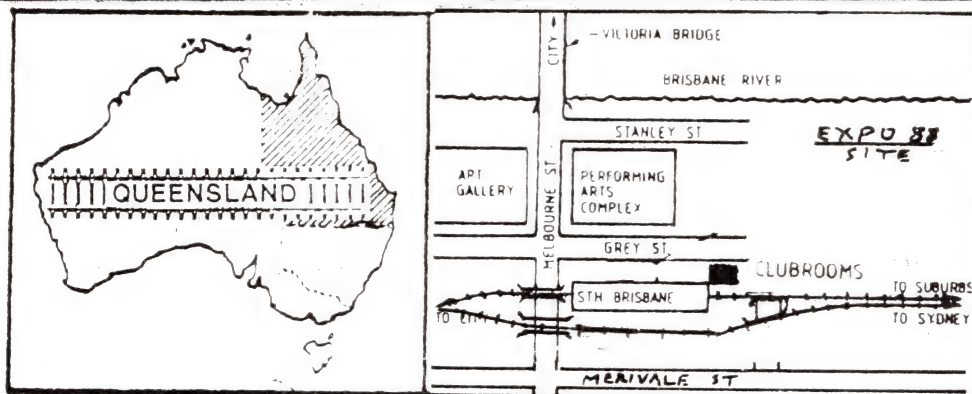 QUEENSLAND
CITY
VICTORIA BRIDGE
BRISBANE RIVER
STANLEY ST
EXPO 88
SITE
ART
GALLERY
MELBOURNE ST
PERFORMING
ARTS
COMPLEX
GREY ST
CLUBROOMS
STH BRISBANE
TO SUBURBS
TO CITY
TO SYDNEY
MERIVALE ST